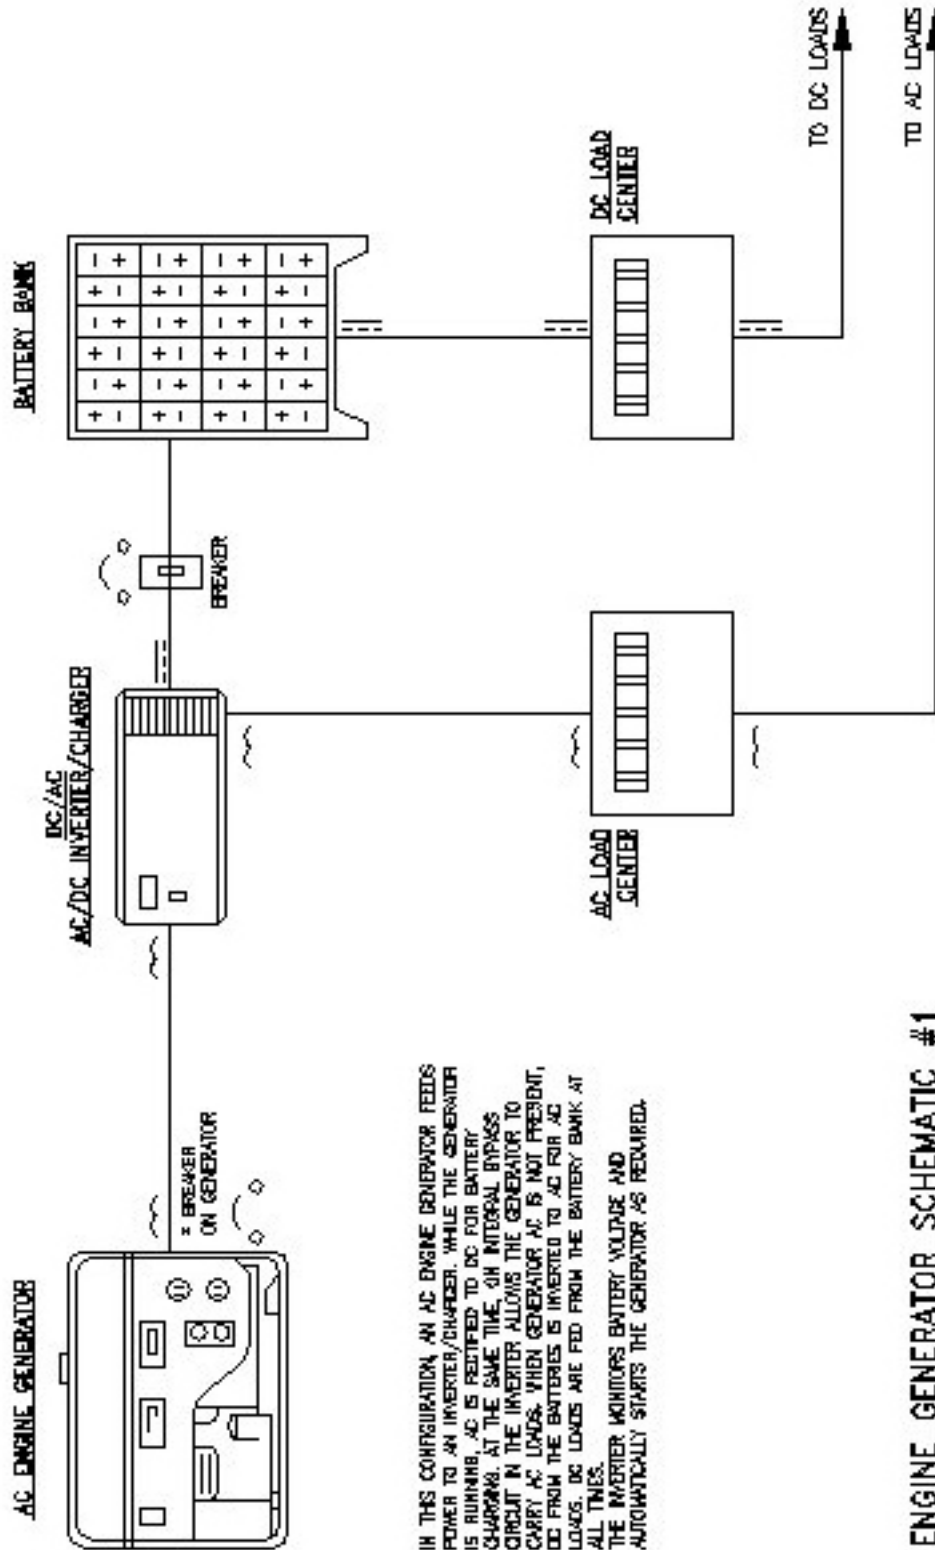 AC ENGINE GENERATOR
DC/AC
AC/DC INVERTER/CHARGER
BATTERY BANK
* BREAKER
ON GENERATOR
BREAKER
IN THIS CONFIGURATION, AN AC ENGINE GENERATOR FEEDS
POWER TO AN INVERTER/CHARGER. WHILE THE GENERATOR
IS RUNNING, AC IS RECTIFIED TO DC FOR BATTERY
CHARGING. AT THE SAME TIME, AN INTEGRAL BYPASS
CIRCUIT IN THE INVERTER ALLOWS THE GENERATOR TO
CARRY AC LOADS. WHEN GENERATOR AC IS NOT PRESENT,
DC FROM THE BATTERIES IS INVERTED TO AC FOR AC
LOADS. DC LOADS ARE FED FROM THE BATTERY BANK AT
ALL TIMES.
THE INVERTER MONITORS BATTERY VOLTAGE AND
AUTOMATICALLY STARTS THE GENERATOR AS REQUIRED.
AC LOAD
CENTER
DC LOAD
CENTER
TO DC LOADS
TO AC LOADS
ENGINE GENERATOR SCHEMATIC #1